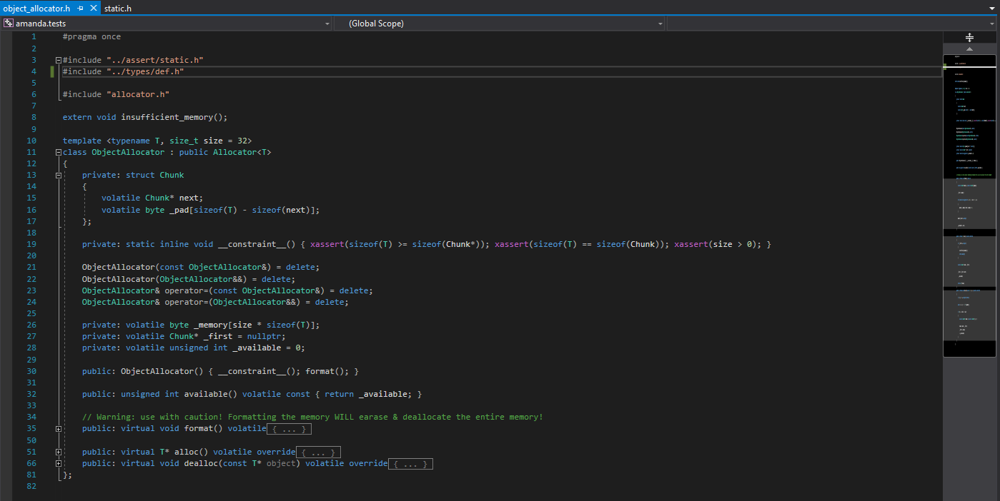 object_allocator.h static.h
amanda.tests (Global Scope)
1 #pragma once
2
3 #include "../assert/static.h"
4 #include "../types/def.h"
5
6 #include "allocator.h"
7
8 extern void insufficient_memory();
9
10 template <typename T, size_t size = 32>
11 class ObjectAllocator : public Allocator<T>
12 {
13 private: struct Chunk
14 {
15 volatile Chunk* next;
16 volatile byte _pad[sizeof(T) - sizeof(next)];
17 };
18
19 private: static inline void __constraint__() { xassert(sizeof(T) >= sizeof(Chunk*)); xassert(sizeof(T) == sizeof(Chunk)); xassert(size > 0); }
20
21 ObjectAllocator(const ObjectAllocator&) = delete;
22 ObjectAllocator(ObjectAllocator&&) = delete;
23 ObjectAllocator& operator=(const ObjectAllocator&) = delete;
24 ObjectAllocator& operator=(ObjectAllocator&&) = delete;
25
26 private: volatile byte _memory[size * sizeof(T)];
27 private: volatile Chunk* _first = nullptr;
28 private: volatile unsigned int _available = 0;
29
30 public: ObjectAllocator() { __constraint__(); format(); }
31
32 public: unsigned int available() volatile const { return _available; }
33
34 // Warning: use with caution! Formatting the memory WILL earase & deallocate the entire memory!
35 public: virtual void format() volatile { ... }
50
51 public: virtual T* alloc() volatile override { ... }
66 public: virtual void dealloc(const T* object) volatile override { ... }
81 };
82